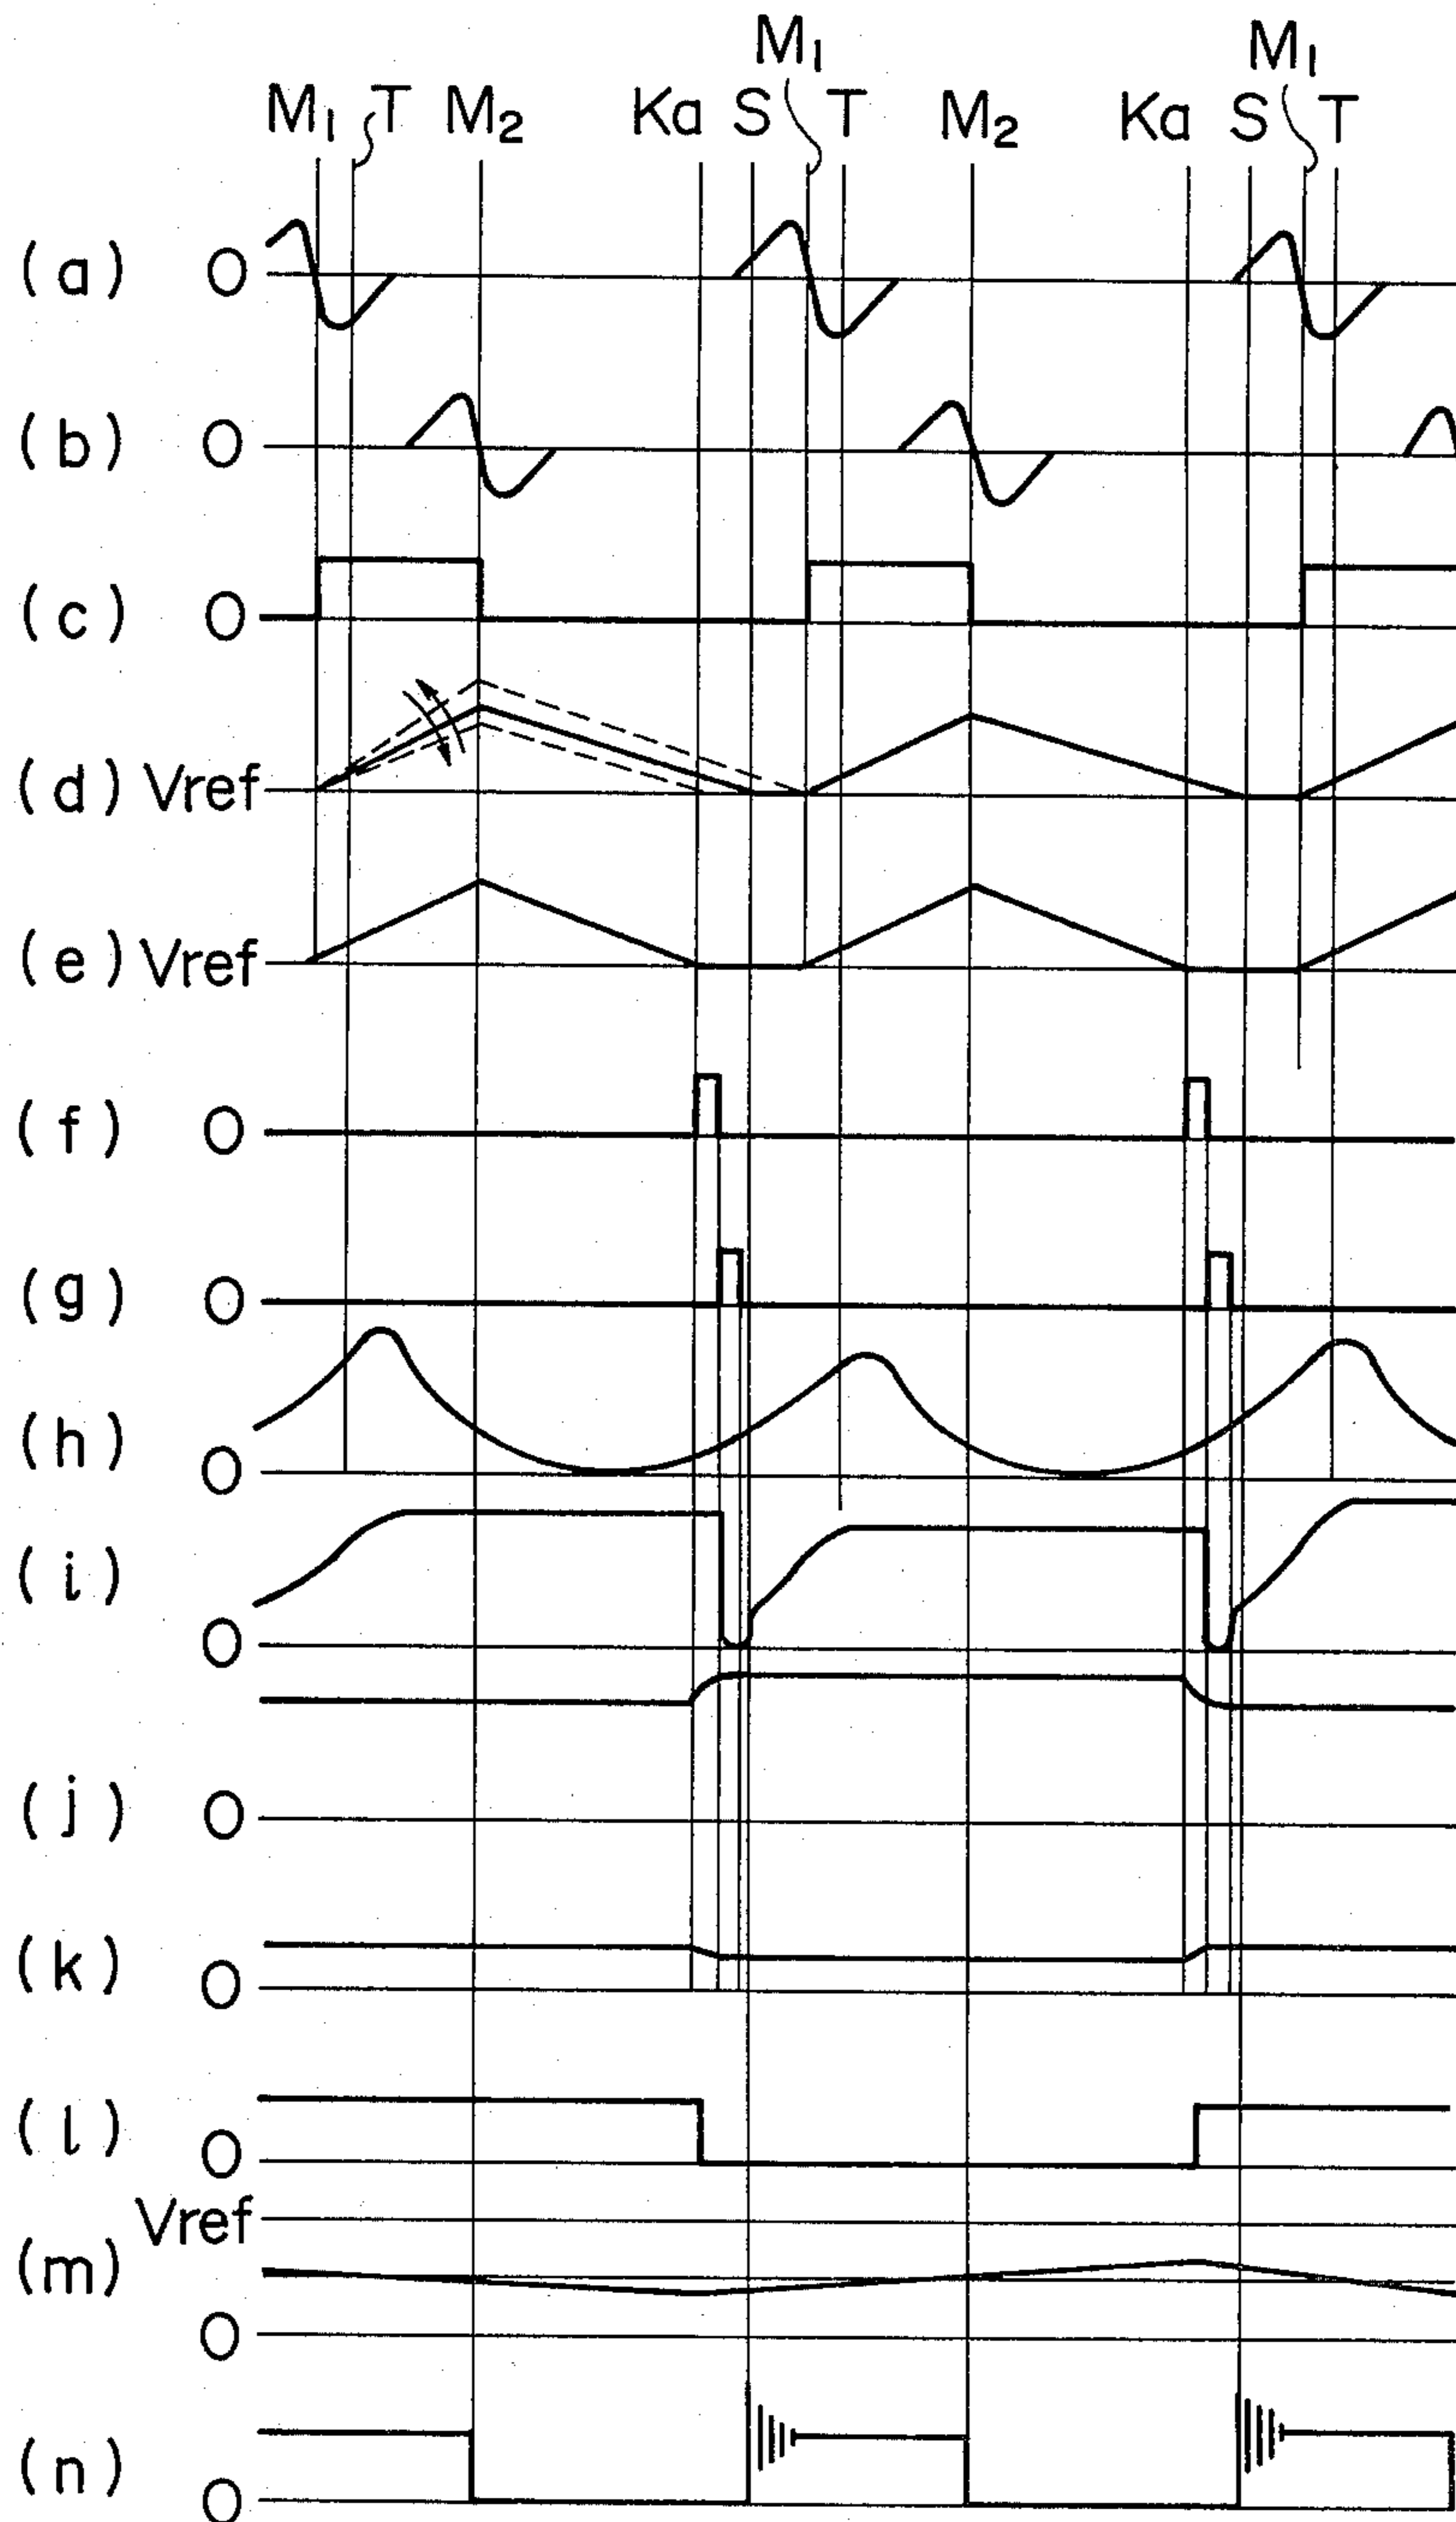 M₁ M₁
M₁ T M₂ Ka S T M₂ Ka S T
(a) O
(b) O
(c) O
(d) Vref
(e) Vref
(f) O
(g) O
(h) O
(i) O
(j) O
(k) O
(l) O
Vref
(m)
O
(n) O